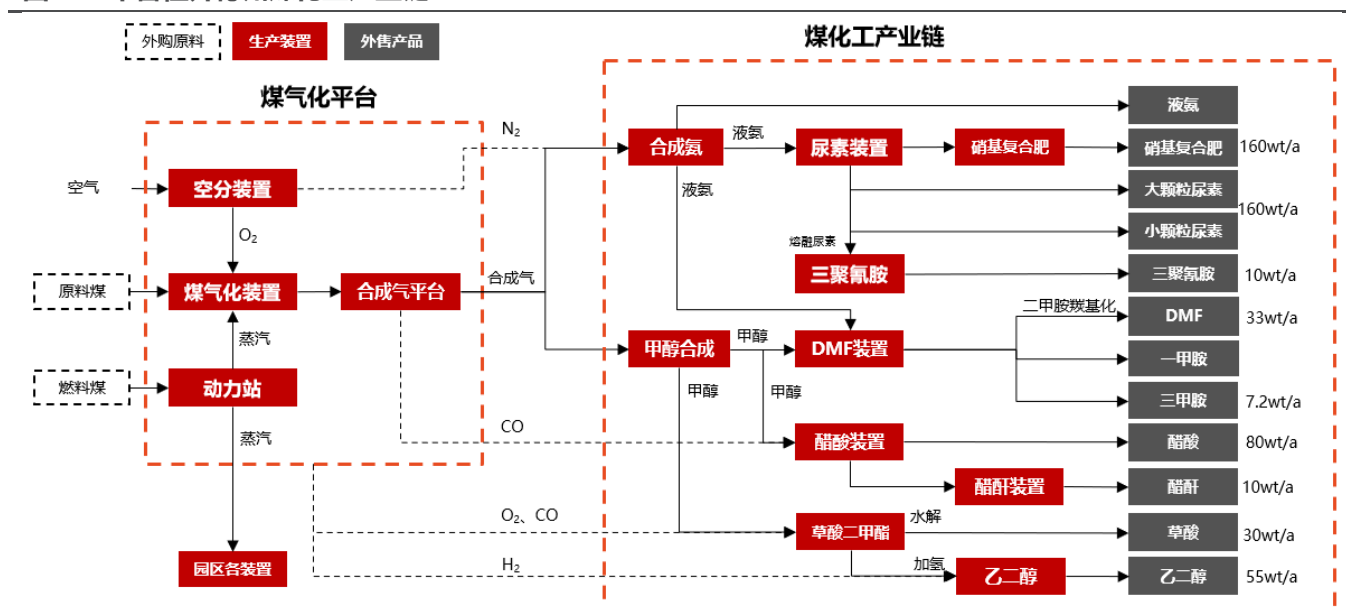 外购原料
生产装置
外售产品
煤化工产业链
煤气化平台
N₂
合成氨
液氨
尿素装置
硝基复合肥
液氨
硝基复合肥
160wt/a
空气
空分装置
液氨
大颗粒尿素
160wt/a
O₂
熔融尿素
小颗粒尿素
原料煤
煤气化装置
合成气平台
合成气
三聚氰胺
三聚氰胺
10wt/a
蒸汽
二甲胺羰基化
DMF
33wt/a
甲醇合成
甲醇
DMF装置
一甲胺
燃料煤
动力站
甲醇
甲醇
三甲胺
7.2wt/a
蒸汽
CO
醋酸装置
醋酸
80wt/a
醋酐装置
醋酐
10wt/a
O₂、CO
草酸二甲酯
水解
草酸
30wt/a
园区各装置
H₂
加氢
乙二醇
乙二醇
55wt/a